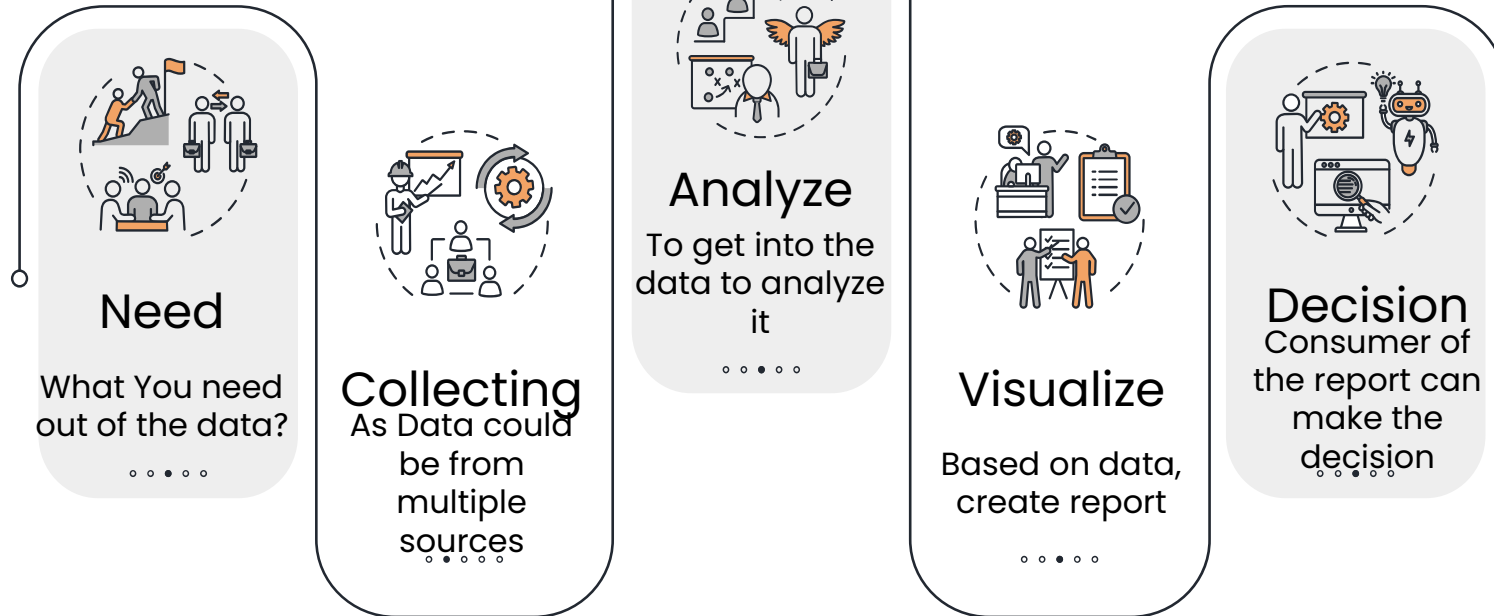 Need
What You need
out of the data?
Collecting
As Data could
be from
multiple
sources
Analyze
To get into the
data to analyze
it
Visualize
Based on data,
create report
Decision
Consumer of
the report can
make the
decision